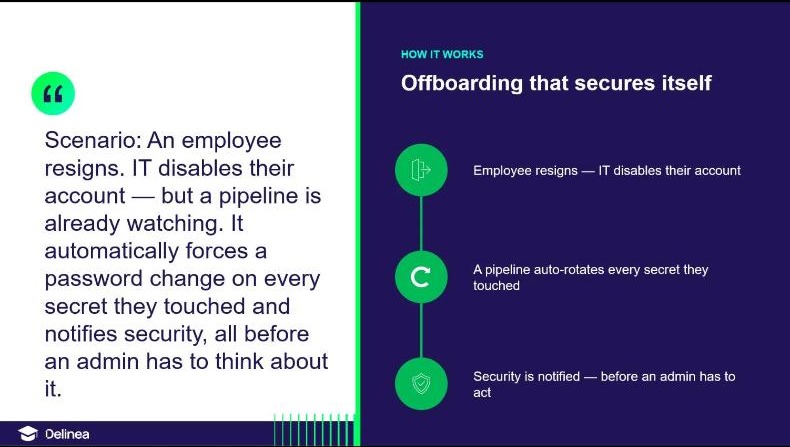 “
Scenario: An employee
resigns. IT disables their
account — but a pipeline is
already watching. It
automatically forces a
password change on every
secret they touched and
notifies security, all before
an admin has to think about
it.
Delinea
HOW IT WORKS
Offboarding that secures itself
Employee resigns — IT disables their account
A pipeline auto-rotates every secret they
touched
Security is notified — before an admin has to
act